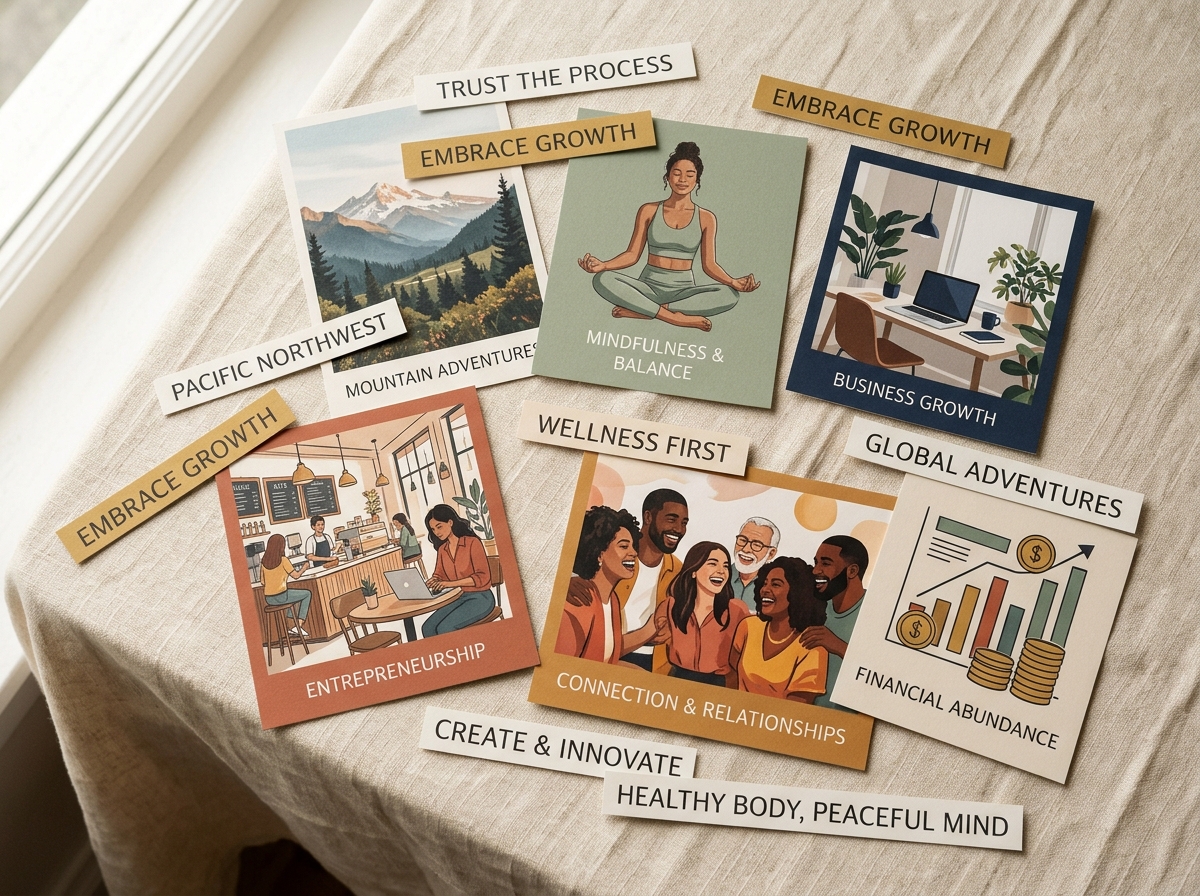 TRUST THE PROCESS
EMBRACE GROWTH
EMBRACE GROWTH
PACIFIC NORTHWEST
MOUNTAIN ADVENTURES
MINDFULNESS &
BALANCE
BUSINESS GROWTH
EMBRACE GROWTH
WELLNESS FIRST
GLOBAL ADVENTURES
ENTREPRENEURSHIP
$
$
CONNECTION & RELATIONSHIPS
FINANCIAL ABUNDANCE
CREATE & INNOVATE
HEALTHY BODY, PEACEFUL MIND